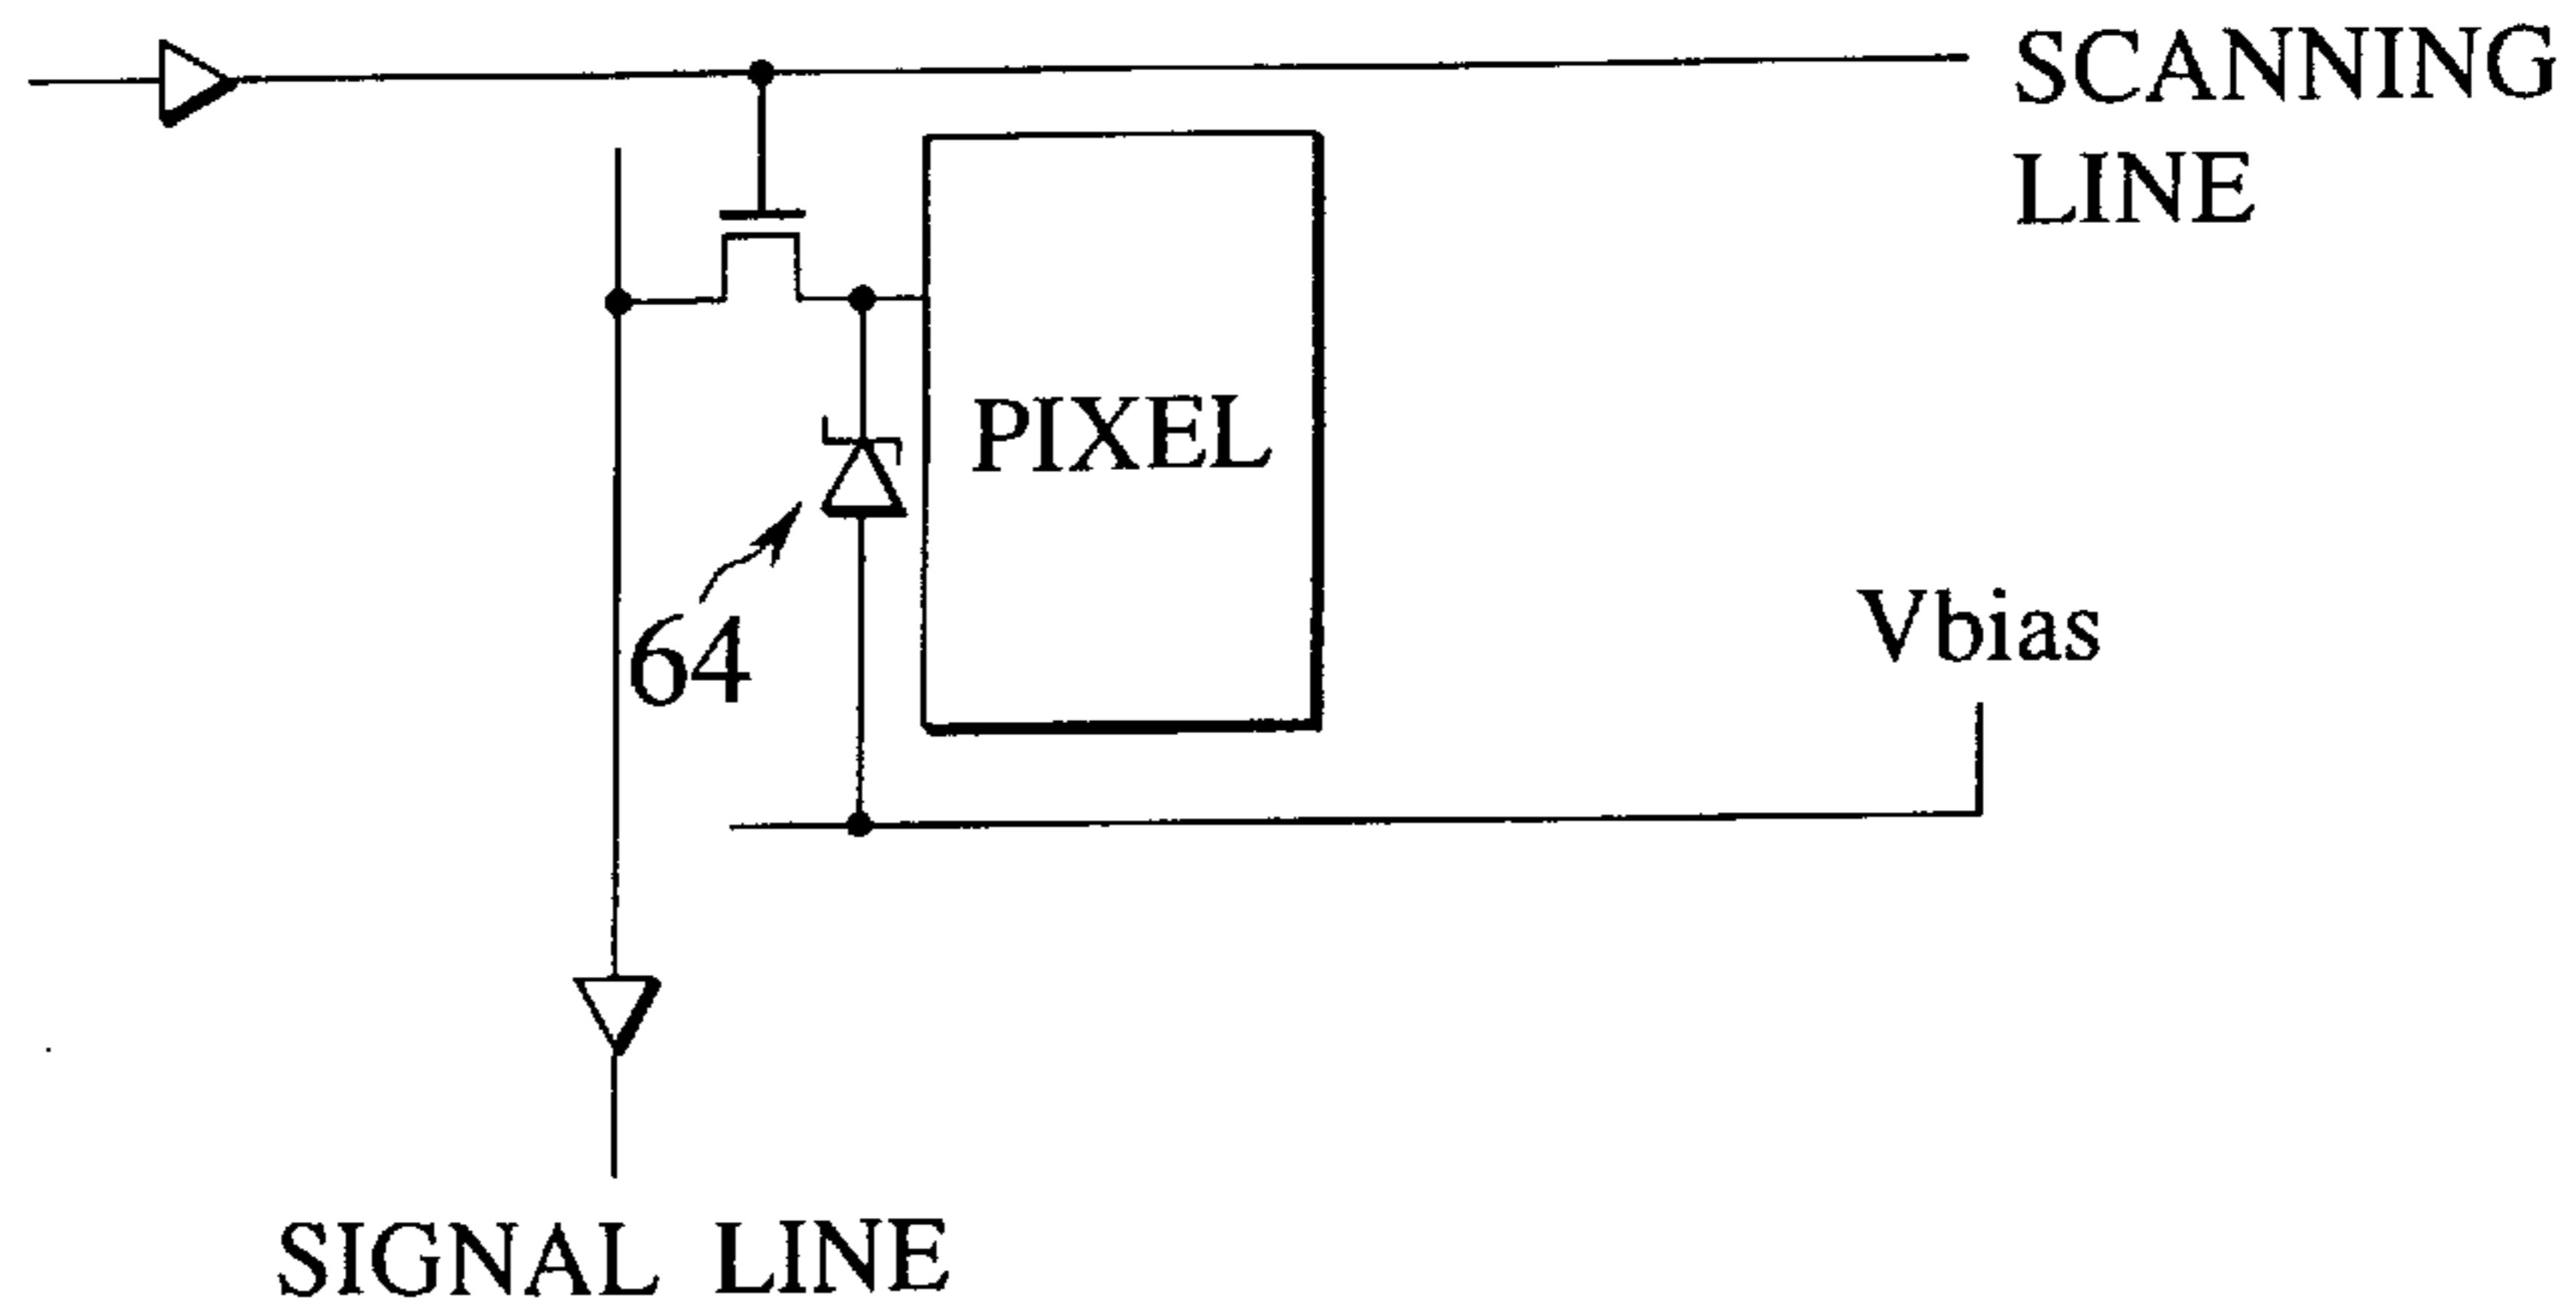 SCANNING
LINE
PIXEL
64
Vbias
SIGNAL LINE